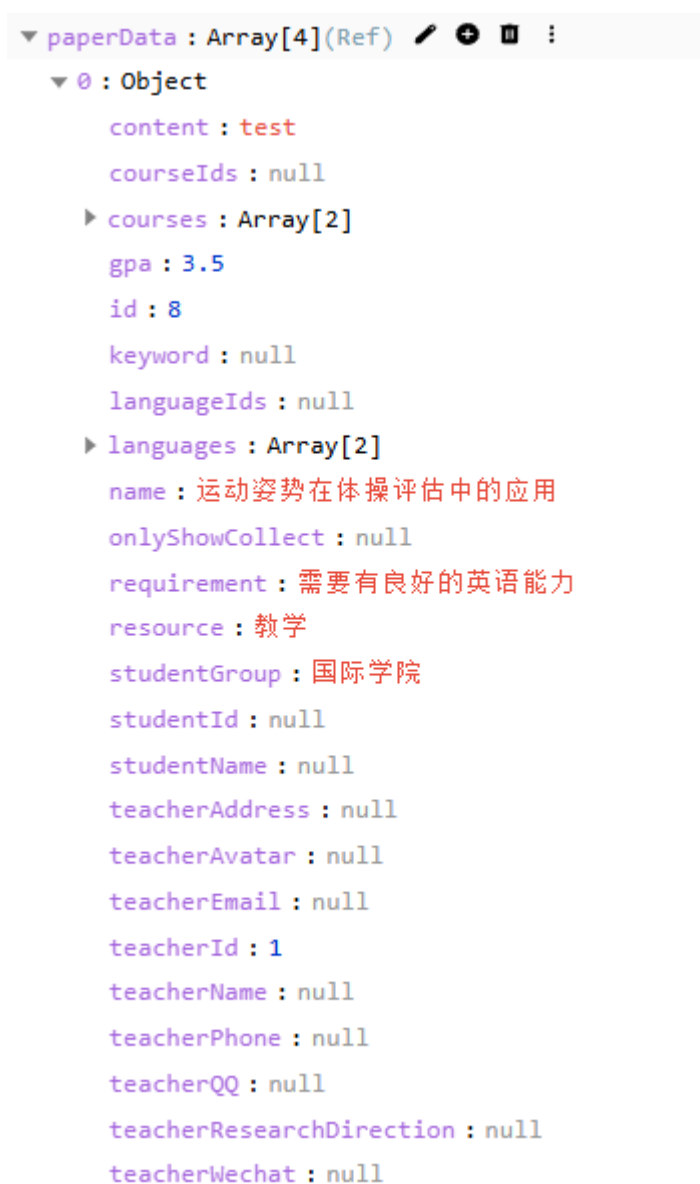 paperData : Array[4](Ref)
0 : Object
content : test
courseIds : null
courses : Array[2]
gpa : 3.5
id : 8
keyword : null
languageIds : null
languages : Array[2]
name : 运动姿势在体操评估中的应用
onlyShowCollect : null
requirement : 需要有良好的英语能力
resource : 教学
studentGroup : 国际学院
studentId : null
studentName : null
teacherAddress : null
teacherAvatar : null
teacherEmail : null
teacherId : 1
teacherName : null
teacherPhone : null
teacherQQ : null
teacherResearchDirection : null
teacherWechat : null